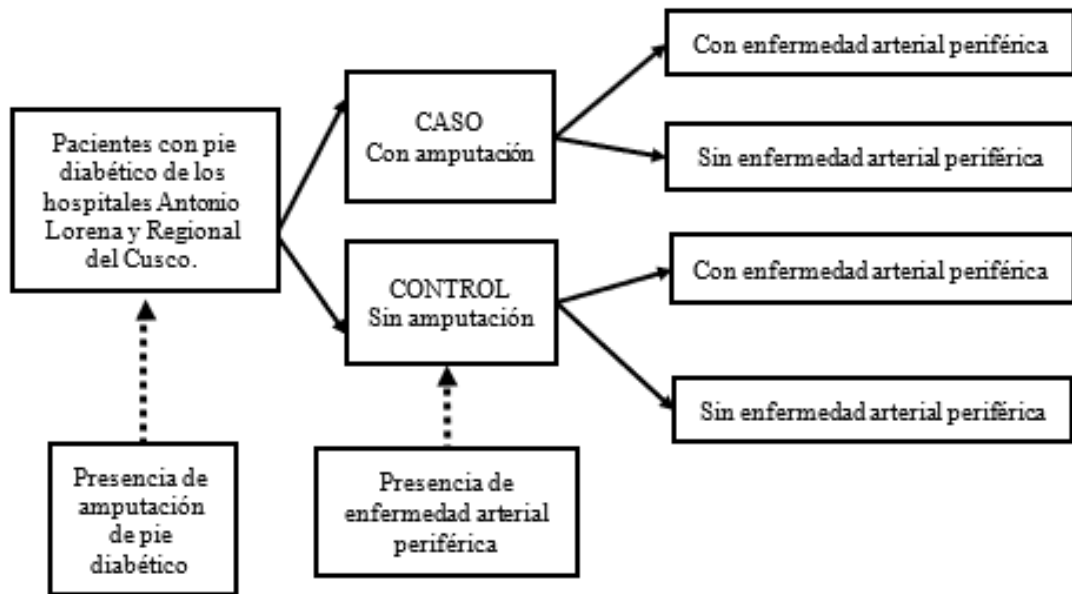 Pacientes con pie
diabético de los
hospitales Antonio
Lorena y Regional
del Cusco.
CASO
Con amputación
CONTROL
Sin amputación
Con enfermedad arterial periférica
Sin enfermedad arterial periférica
Con enfermedad arterial periférica
Sin enfermedad arterial periférica
Presencia de
amputación
de pie
diabético
Presencia de
enfermedad arterial
periférica